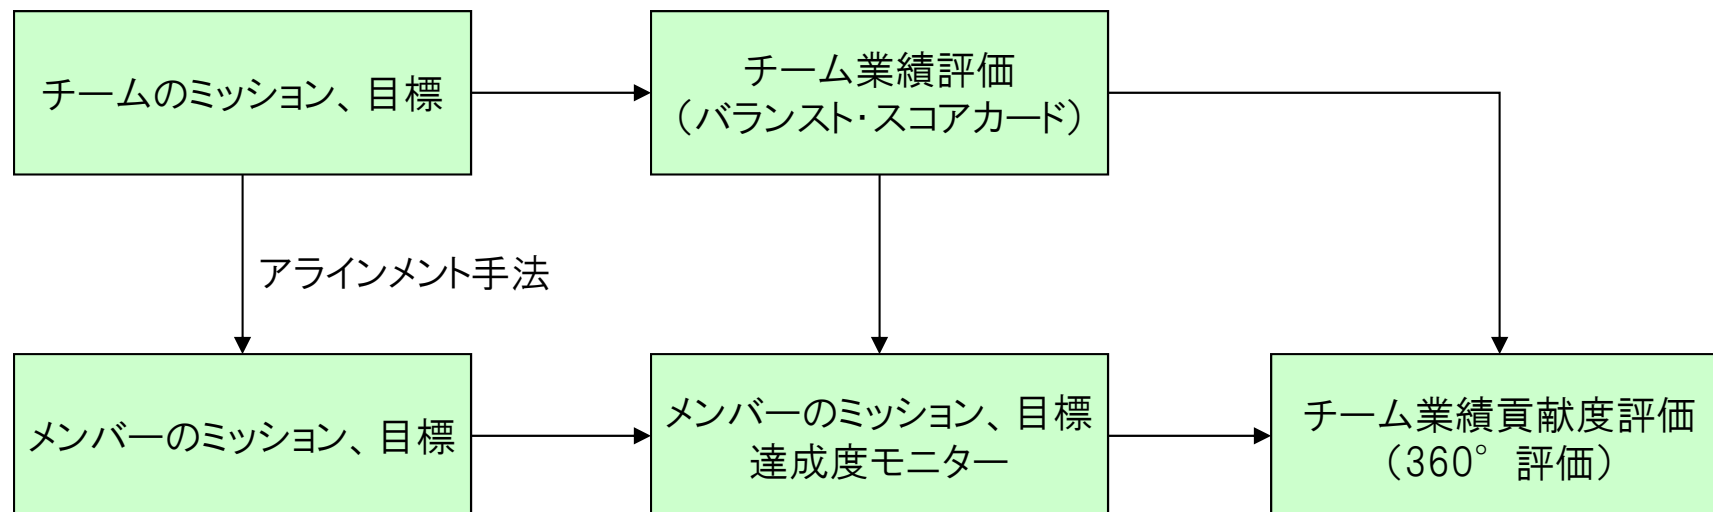 チームのミッション、目標
チーム業績評価
（バランスト・スコアカード）
アラインメント手法
メンバーのミッション、目標
メンバーのミッション、目標
達成度モニター
チーム業績貢献度評価
（360°評価）